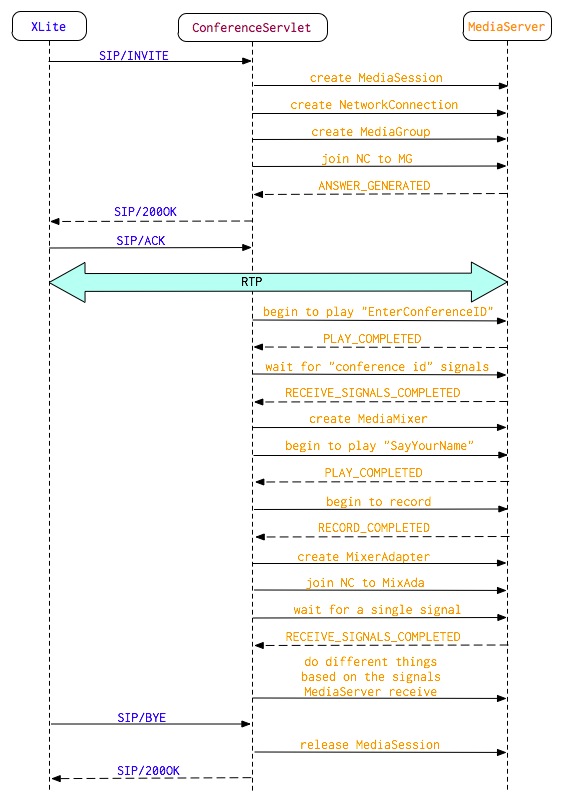 XLite
ConferenceServlet
MediaServer
SIP/INVITE
create MediaSession
create NetworkConnection
create MediaGroup
join NC to MG
ANSWER_GENERATED
SIP/200OK
SIP/ACK
RTP
begin to play "EnterConferenceID"
PLAY_COMPLETED
wait for "conference id" signals
RECEIVE_SIGNALS_COMPLETED
create MediaMixer
begin to play "SayYourName"
PLAY_COMPLETED
begin to record
RECORD_COMPLETED
create MixerAdapter
join NC to MixAda
wait for a single signal
RECEIVE_SIGNALS_COMPLETED
do different things
based on the signals
MediaServer receive
SIP/BYE
release MediaSession
SIP/200OK